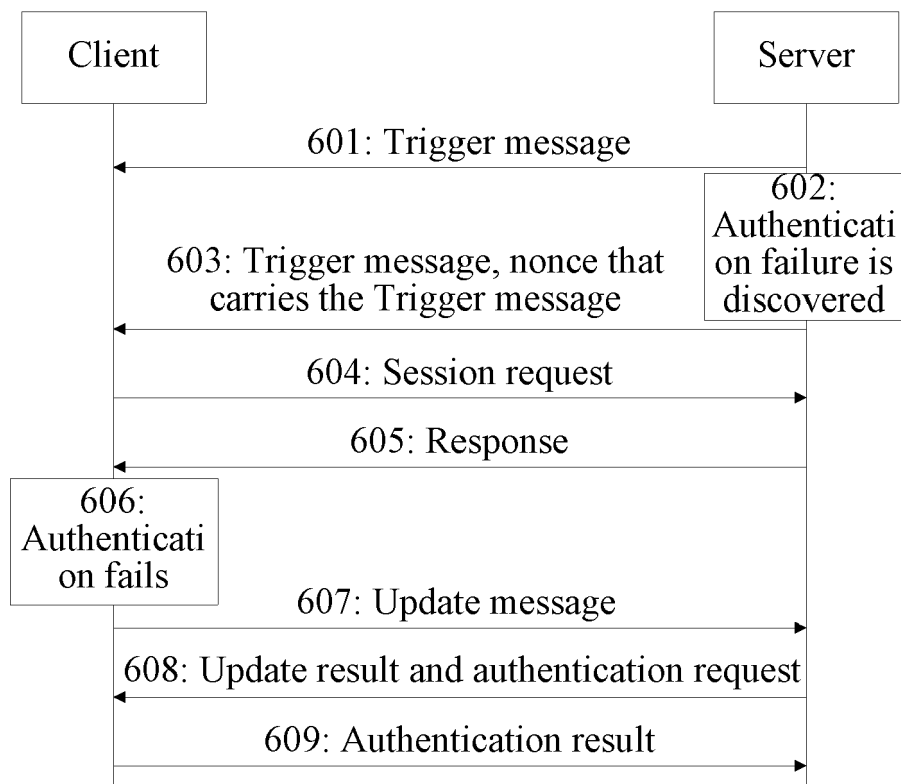 Client
Server
601: Trigger message
602:
Authenticati
on failure is
discovered
603: Trigger message, nonce that
carries the Trigger message
604: Session request
605: Response
606:
Authenticati
on fails
607: Update message
608: Update result and authentication request
609: Authentication result